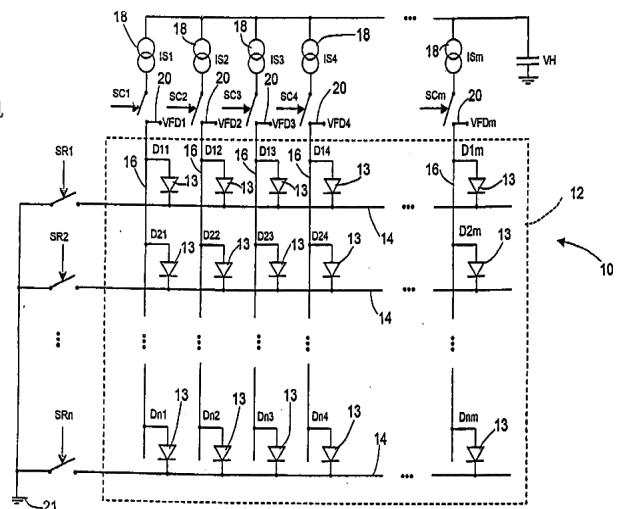 18 18 18 18 18
IS1 IS2 IS3 IS4 ISm VH
20 20 20 20 20
SC1 SC2 SC3 SC4 SCm
VFD1 VFD2 VFD3 VFD4 VFDm
SR1 16 D11 16 D12 16 D13 16 D14 16 D1m
13 13 13 13 13 12
14
SR2 D21 D22 D23 D24 D2m
13 13 13 13 13 10
14
SRn Dn1 Dn2 Dn3 Dn4 Dnm
13 13 13 13 13
14
21